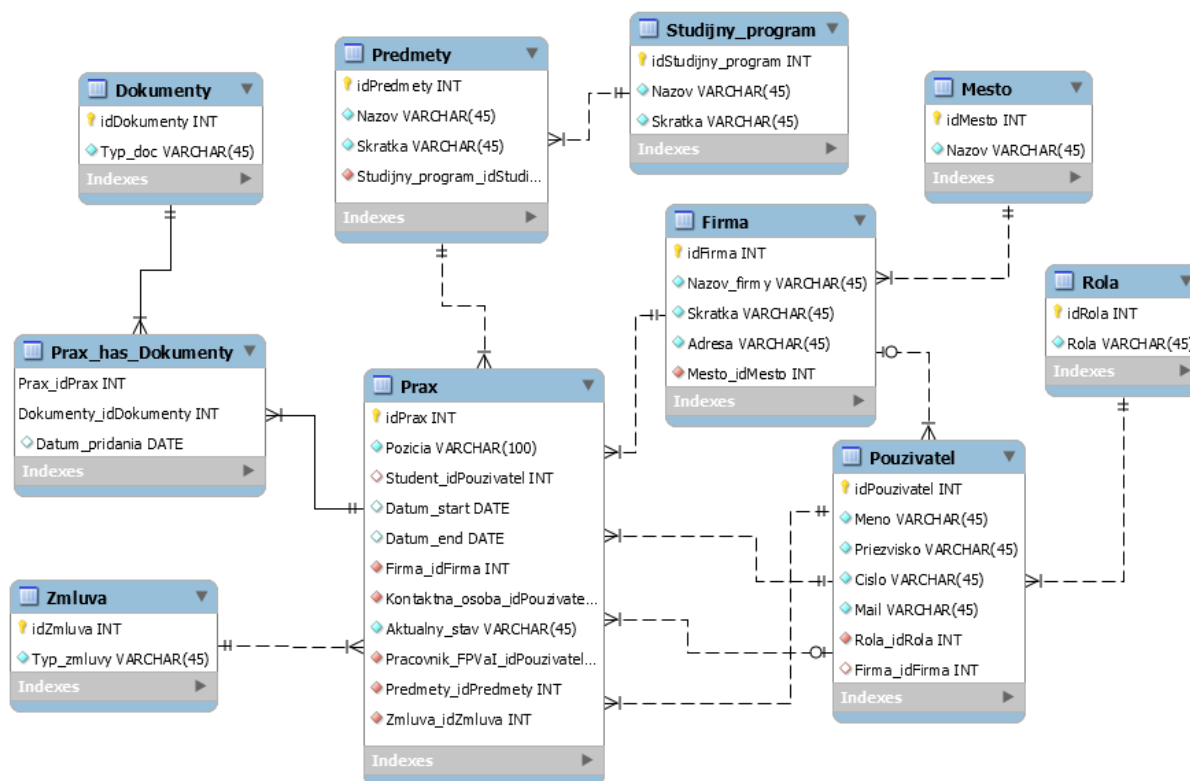 Dokumenty
idDokumenty INT
Typ_doc VARCHAR(45)
Indexes
Predmety
idPredmety INT
Nazov VARCHAR(45)
Skratka VARCHAR(45)
Studijny_program_idStudi...
Indexes
Studijny_program
idStudijny_program INT
Nazov VARCHAR(45)
Skratka VARCHAR(45)
Indexes
Mesto
idMesto INT
Nazov VARCHAR(45)
Indexes
Firma
idFirma INT
Nazov_firmy VARCHAR(45)
Skratka VARCHAR(45)
Adresa VARCHAR(45)
Mesto_idMesto INT
Indexes
Rola
idRola INT
Rola VARCHAR(45)
Indexes
Prax_has_Dokumenty
Prax_idPrax INT
Dokumenty_idDokumenty INT
Datum_pridania DATE
Indexes
Prax
idPrax INT
Pozicia VARCHAR(100)
Student_idPouzivatel INT
Datum_start DATE
Datum_end DATE
Firma_idFirma INT
Kontaktna_osoba_idPouzivate...
Aktualny_stav VARCHAR(45)
Pracovnik_FPVaI_idPouzivatel...
Predmety_idPredmety INT
Zmluva_idZmluva INT
Indexes
Pouzivatel
idPouzivatel INT
Meno VARCHAR(45)
Priezvisko VARCHAR(45)
Cislo VARCHAR(45)
Mail VARCHAR(45)
Rola_idRola INT
Firma_idFirma INT
Indexes
Zmluva
idZmluva INT
Typ_zmluvy VARCHAR(45)
Indexes